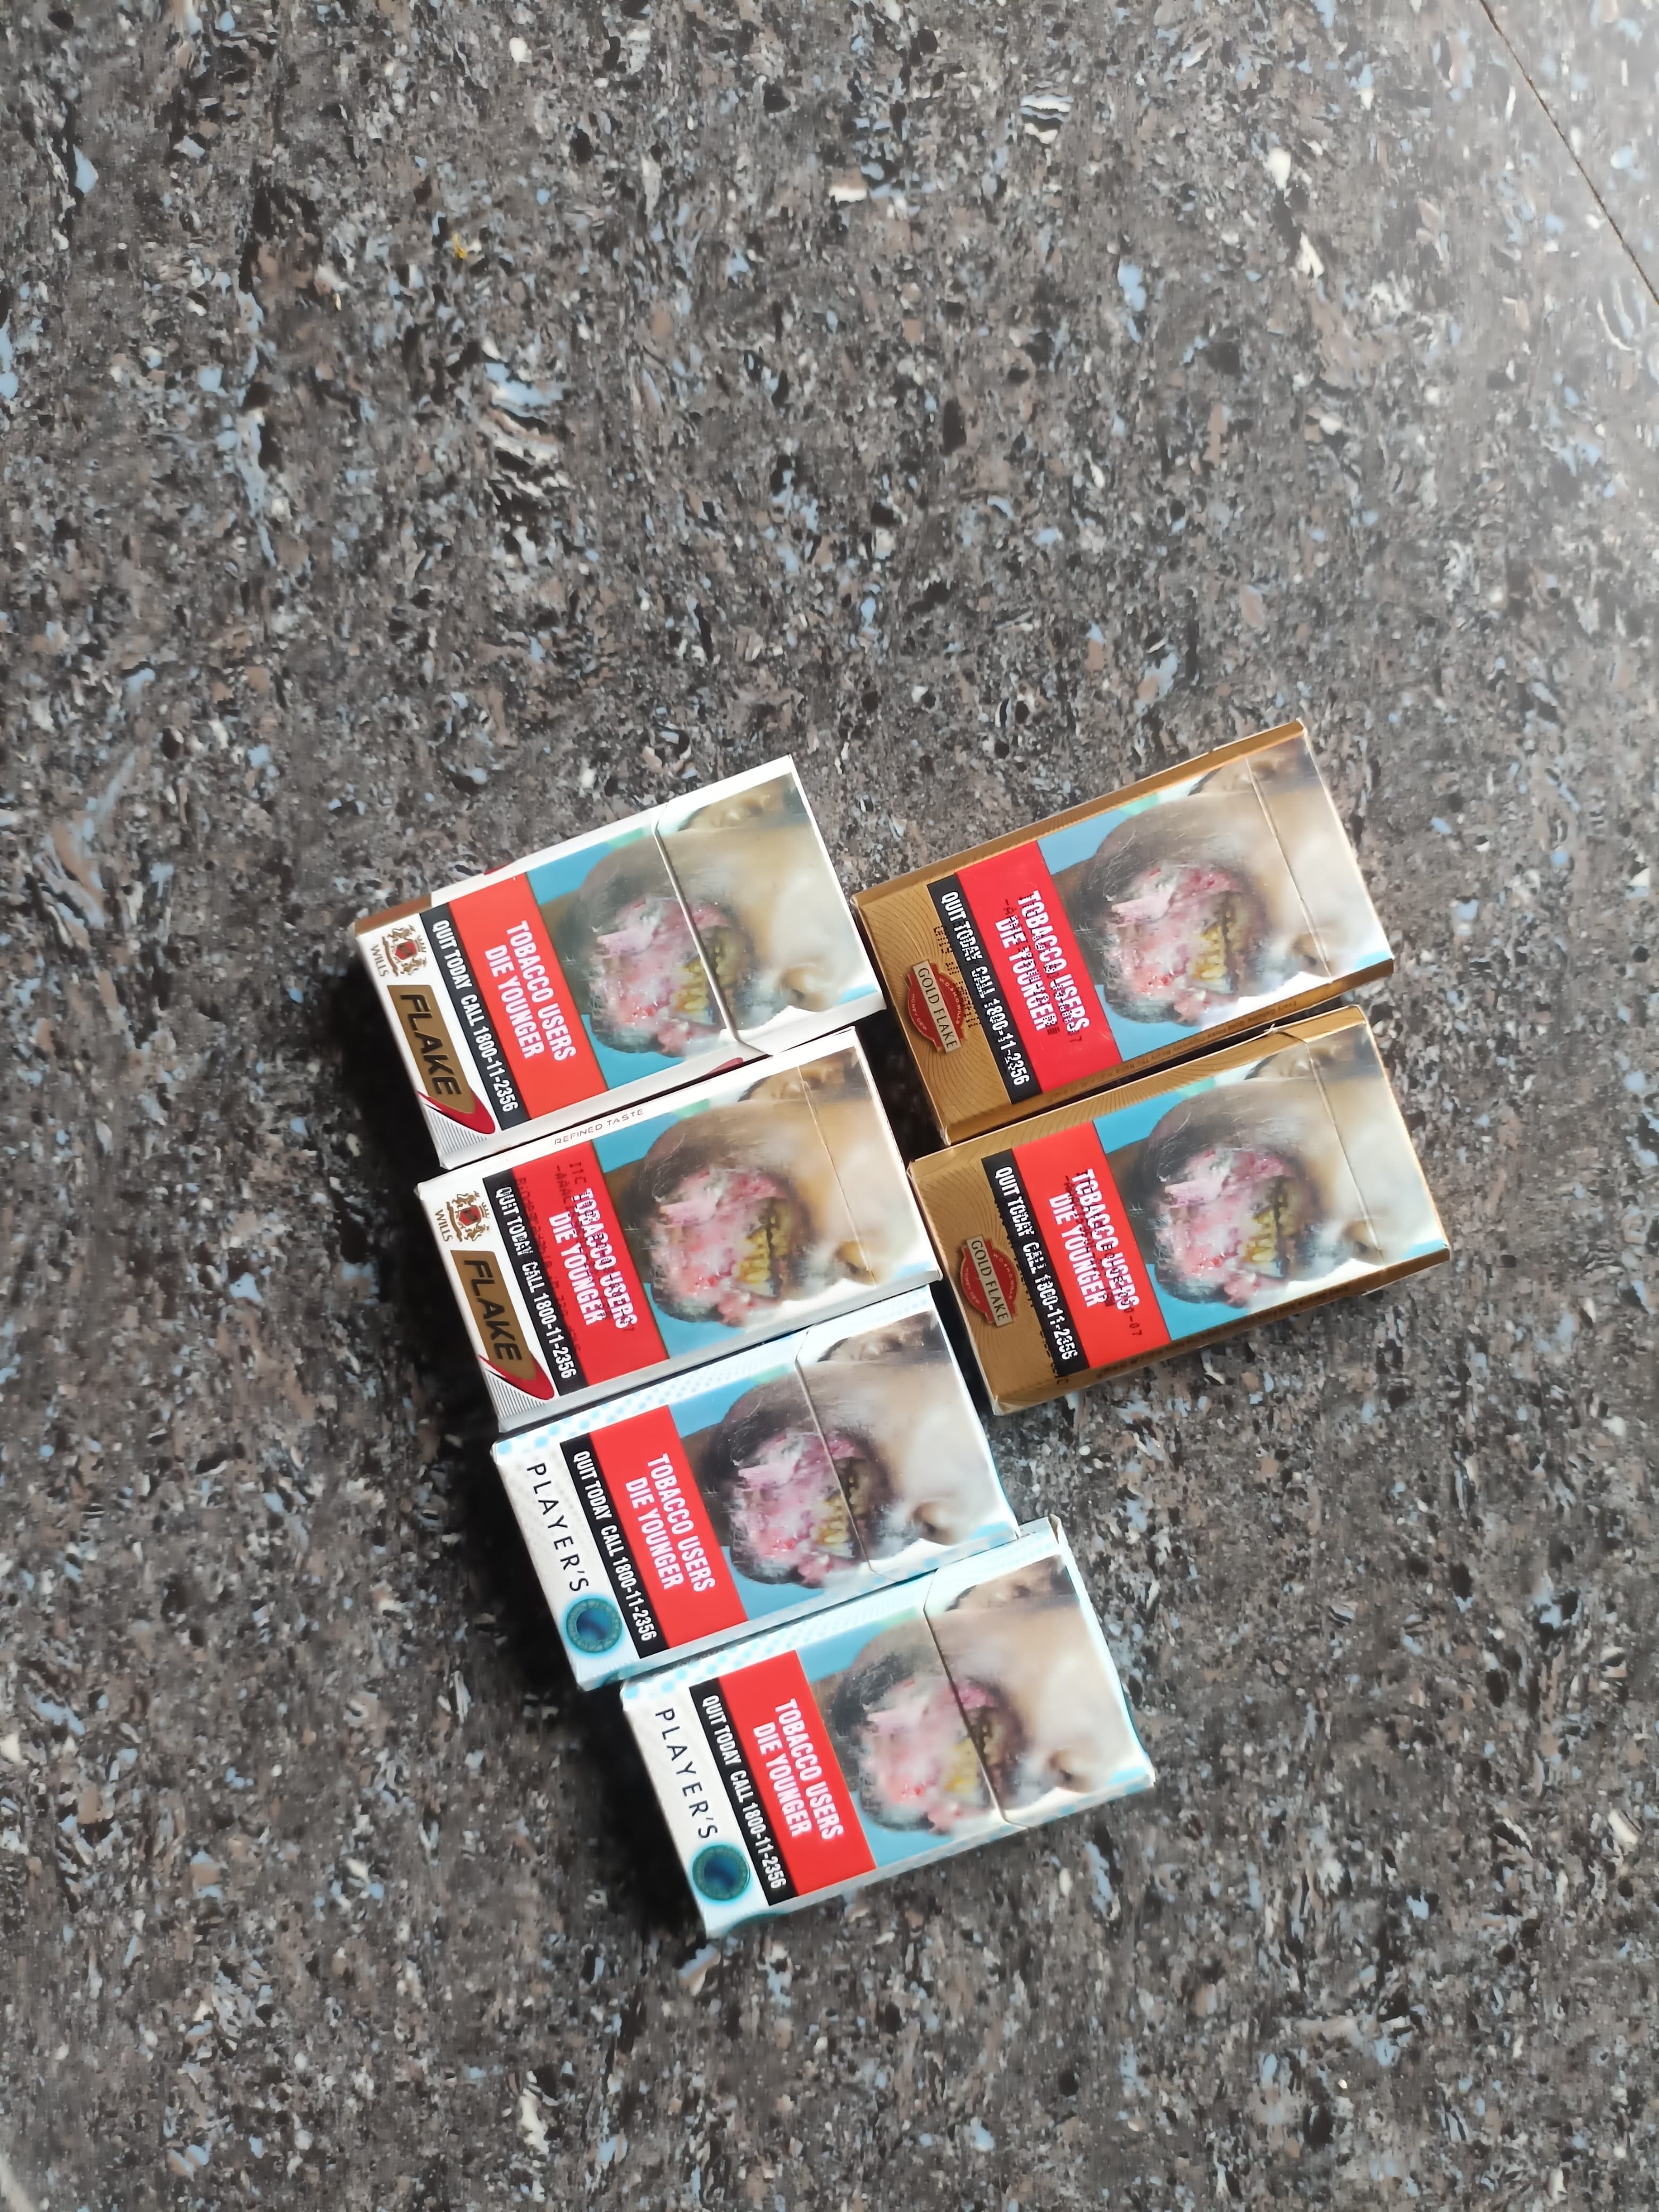 WILLS
FLAKE
QUIT TODAY CALL 1800-11-2356
TOBACCO USERS
DIE YOUNGER
REFINED TASTE
WILLS
FLAKE
QUIT TODAY CALL 1800-11-2356
TOBACCO USERS
DIE YOUNGER
PLAYER'S
QUIT TODAY CALL 1800-11-2356
TOBACCO USERS
DIE YOUNGER
PLAYER'S
QUIT TODAY CALL 1800-11-2356
TOBACCO USERS
DIE YOUNGER
GOLD FLAKE
HONEYDEW
QUIT TODAY CALL 1800-11-2356
TOBACCO USERS
DIE YOUNGER
GOLD FLAKE
QUIT TODAY CALL 1800-11-2356
TOBACCO USERS
DIE YOUNGER